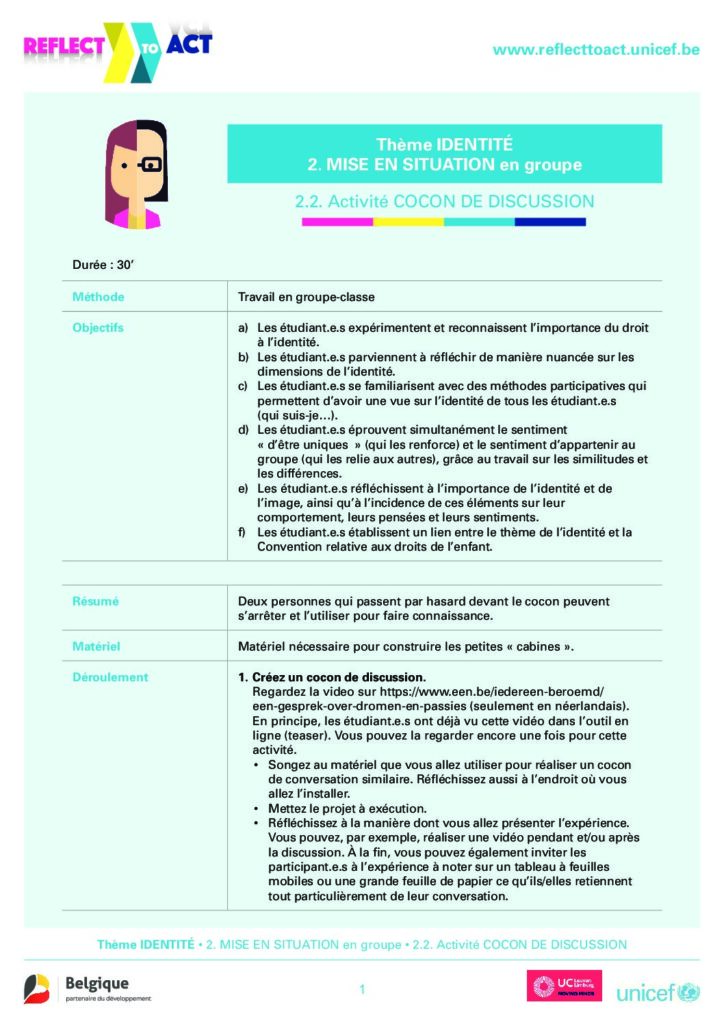 REFLECT TO ACT
www.reflecttoact.unicef.be
Thème IDENTITÉ
2. MISE EN SITUATION en groupe
2.2. Activité COCON DE DISCUSSION
Durée : 30’
Méthode
Travail en groupe-classe
Objectifs
a) Les étudiant.e.s expérimentent et reconnaissent l’importance du droit
à l’identité.
b) Les étudiant.e.s parviennent à réfléchir de manière nuancée sur les
dimensions de l’identité.
c) Les étudiant.e.s se familiarisent avec des méthodes participatives qui
permettent d’avoir une vue sur l’identité de tous les étudiant.e.s
(qui suis-je…).
d) Les étudiant.e.s éprouvent simultanément le sentiment
« d’être uniques » (qui les renforce) et le sentiment d’appartenir au
groupe (qui les relie aux autres), grâce au travail sur les similitudes et
les différences.
e) Les étudiant.e.s réfléchissent à l’importance de l’identité et de
l’image, ainsi qu’à l’incidence de ces éléments sur leur
comportement, leurs pensées et leurs sentiments.
f) Les étudiant.e.s établissent un lien entre le thème de l’identité et la
Convention relative aux droits de l’enfant.
Résumé
Deux personnes qui passent par hasard devant le cocon peuvent
s’arrêter et l’utiliser pour faire connaissance.
Matériel
Matériel nécessaire pour construire les petites « cabines ».
Déroulement
1. Créez un cocon de discussion.
Regardez la video sur https://www.een.be/iedereen-beroemd/
een-gesprek-over-dromen-en-passies (seulement en néerlandais).
En principe, les étudiant.e.s ont déjà vu cette vidéo dans l’outil en
ligne (teaser). Vous pouvez la regarder encore une fois pour cette
activité.
• Songez au matériel que vous allez utiliser pour réaliser un cocon
de conversation similaire. Réfléchissez aussi à l’endroit où vous
allez l’installer.
• Mettez le projet à exécution.
• Réfléchissez à la manière dont vous allez présenter l’expérience.
Vous pouvez, par exemple, réaliser une vidéo pendant et/ou après
la discussion. À la fin, vous pouvez également inviter les
participant.e.s à l’expérience à noter sur un tableau à feuilles
mobiles ou une grande feuille de papier ce qu’ils/elles retiennent
tout particulièrement de leur conversation.
Thème IDENTITÉ • 2. MISE EN SITUATION en groupe • 2.2. Activité COCON DE DISCUSSION
Belgique
partenaire du développement
1
UC Leuven
Limburg
unicef